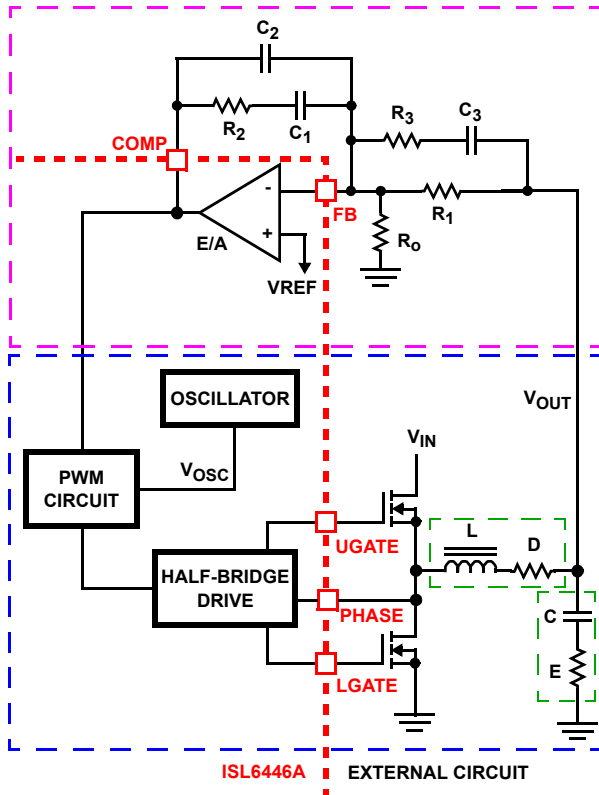 C2
R2
C1
R3
C3
COMP
-
+
E/A
FB
R1
Ro
VREF
OSCILLATOR
VOSC
PWM
CIRCUIT
VOUT
VIN
UGATE
L
D
HALF-BRIDGE
DRIVE
PHASE
C
E
LGATE
ISL6446A
EXTERNAL CIRCUIT